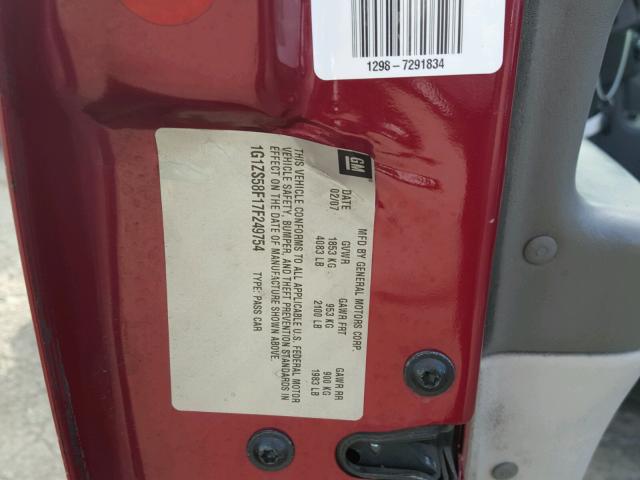 1298 - 7291834
GM
MFD BY GENERAL MOTORS CORP.
DATE GVWR GAWR FRT GAWR RR
02/07 1853 KG 953 KG 900 KG
4083 LB 2100 LB 1983 LB
THIS VEHICLE CONFORMS TO ALL APPLICABLE U.S. FEDERAL MOTOR
VEHICLE SAFETY, BUMPER, AND THEFT PREVENTION STANDARDS IN
EFFECT ON THE DATE OF MANUFACTURE SHOWN ABOVE.
1G1ZS58F17F249754 TYPE: PASS CAR